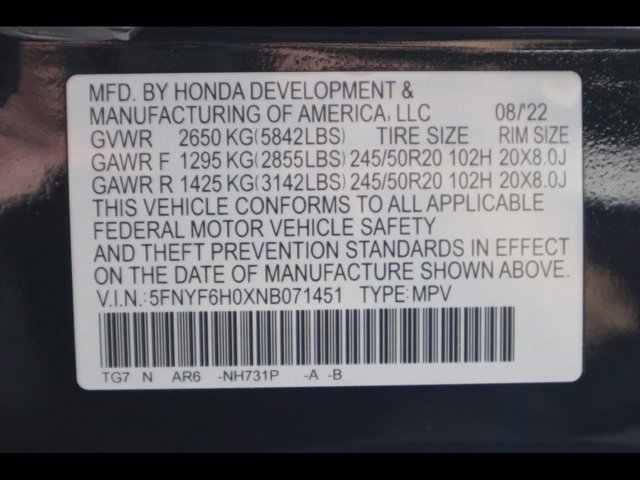 MFD. BY HONDA DEVELOPMENT &
MANUFACTURING OF AMERICA, LLC 08/'22
GVWR 2650 KG(5842LBS) TIRE SIZE RIM SIZE
GAWR F 1295 KG(2855LBS) 245/50R20 102H 20X8.0J
GAWR R 1425 KG(3142LBS) 245/50R20 102H 20X8.0J
THIS VEHICLE CONFORMS TO ALL APPLICABLE
FEDERAL MOTOR VEHICLE SAFETY
AND THEFT PREVENTION STANDARDS IN EFFECT
ON THE DATE OF MANUFACTURE SHOWN ABOVE.
V.I.N.:5FNYF6H0XNB071451 TYPE:MPV
TG7 N AR6 -NH731P -A -B